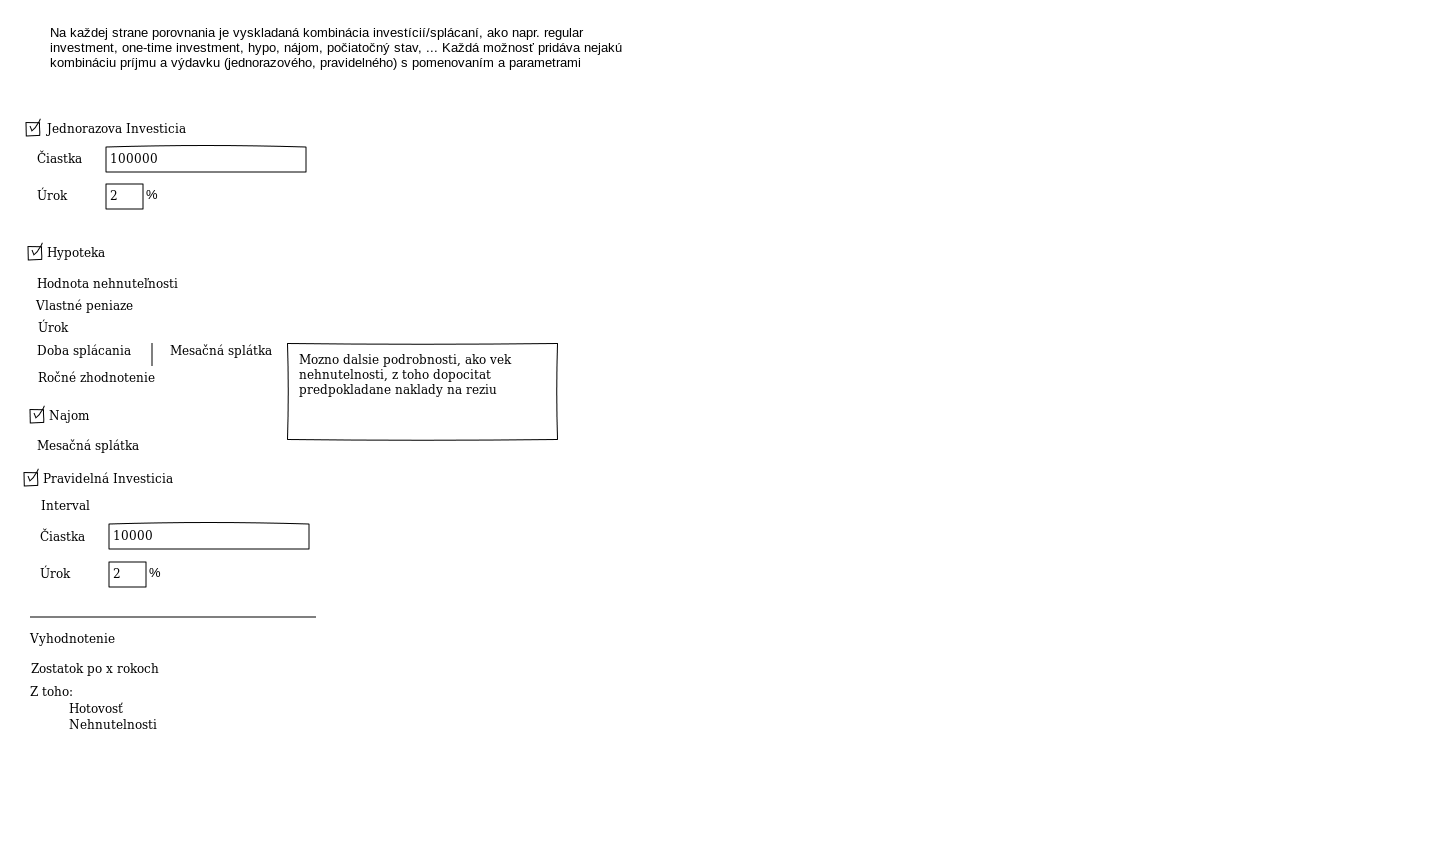 Na každej strane porovnania je vyskladaná kombinácia investícií/splácaní, ako napr. regular
investment, one-time investment, hypo, nájom, počiatočný stav, ... Každá možnosť pridáva nejakú
kombináciu príjmu a výdavku (jednorazového, pravidelného) s pomenovaním a parametrami
Jednorazova Investicia
Čiastka 100000
Úrok 2 %
Hypoteka
Hodnota nehnuteľnosti
Vlastné peniaze
Úrok
Doba splácania | Mesačná splátka
Mozno dalsie podrobnosti, ako vek
nehnutelnosti, z toho dopocitat
predpokladane naklady na reziu
Ročné zhodnotenie
Najom
Mesačná splátka
Pravidelná Investicia
Interval
Čiastka 10000
Úrok 2 %
Vyhodnotenie
Zostatok po x rokoch
Z toho:
Hotovosť
Nehnutelnosti